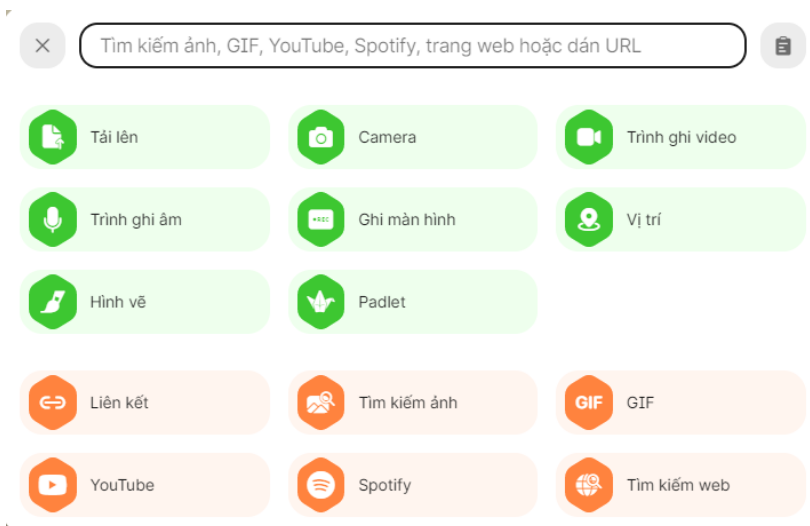 Tìm kiếm ảnh, GIF, YouTube, Spotify, trang web hoặc dán URL
Tải lên
Camera
Trình ghi video
Trình ghi âm
REC
Ghi màn hình
Vị trí
Hình vẽ
Padlet
Liên kết
Tìm kiếm ảnh
GIF
GIF
YouTube
Spotify
Tìm kiếm web